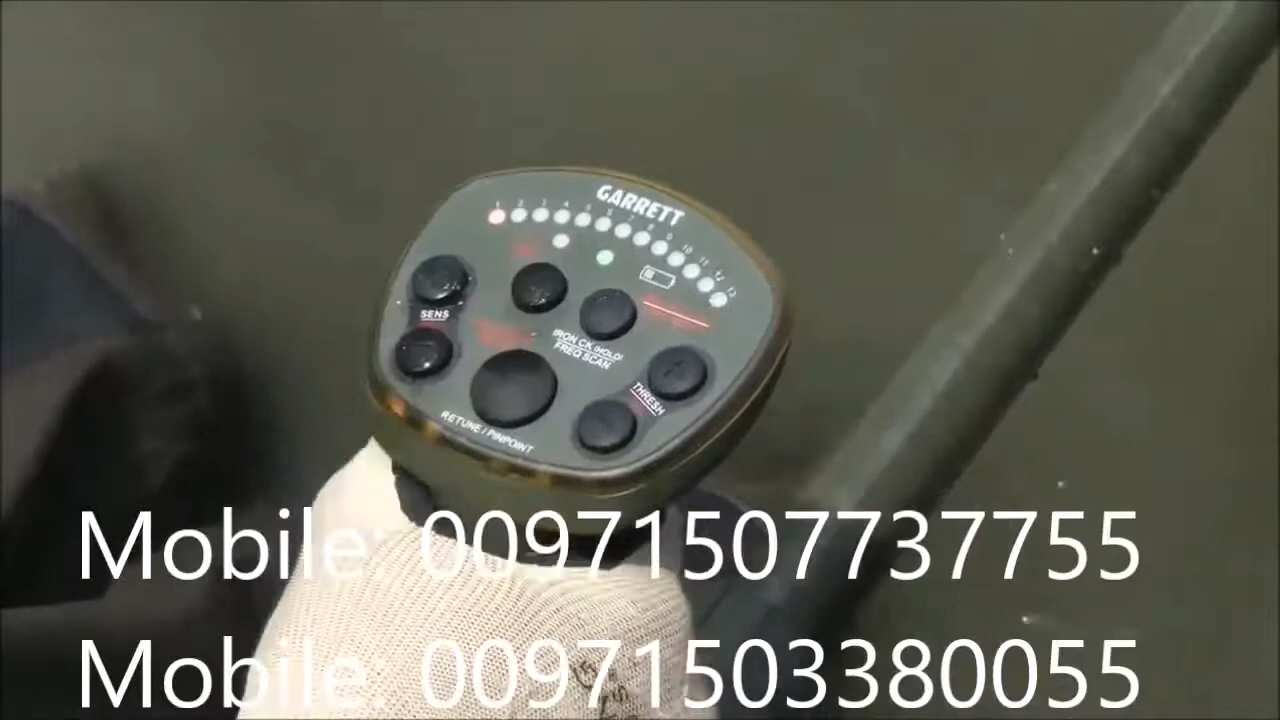 GARRETT
1 2 3 4 5 6 7 8 9 10 11 12 13
SENS
IRON CK (HOLD)
FREQ SCAN
THRESH
RETUNE / PINPOINT
Mobile: 00971507737755
Mobile: 00971503380055